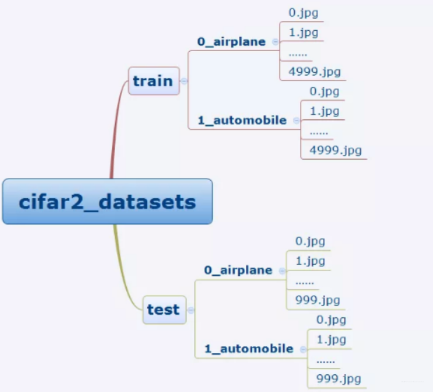 cifar2_datasets
train
0_airplane
0.jpg
1.jpg
......
4999.jpg
1_automobile
0.jpg
1.jpg
......
4999.jpg
test
0_airplane
0.jpg
1.jpg
......
999.jpg
1_automobile
0.jpg
1.jpg
......
999.jpg